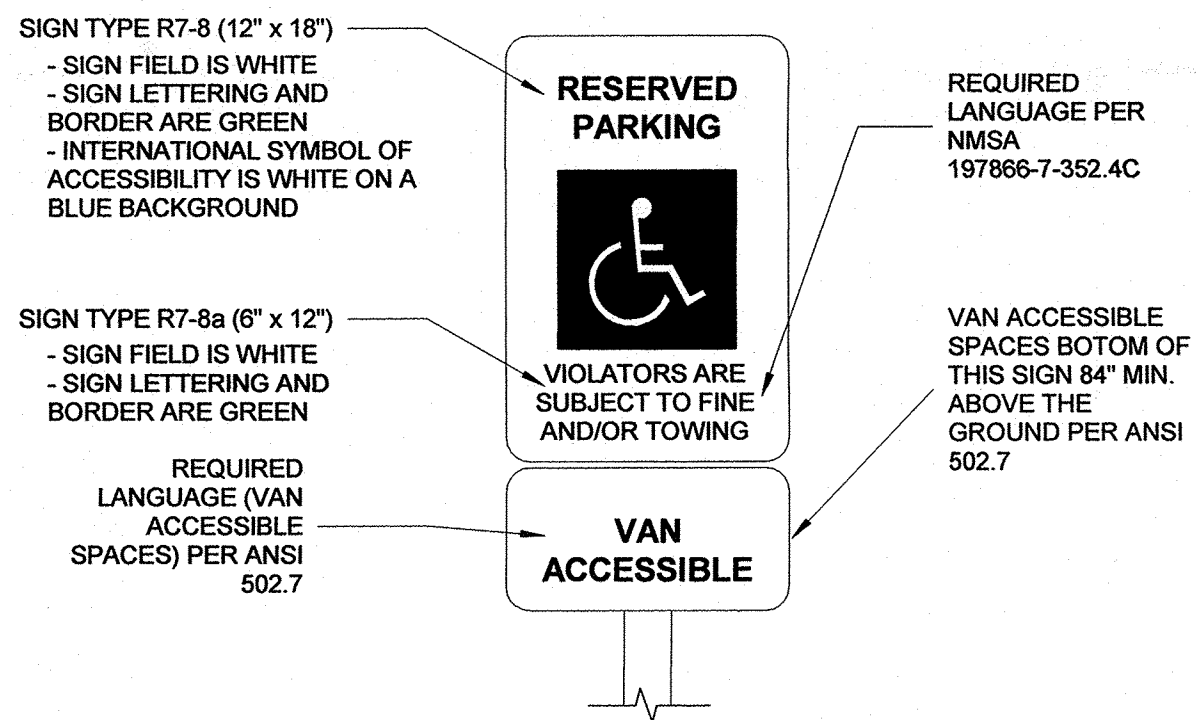 SIGN TYPE R7-8 (12" x 18")
- SIGN FIELD IS WHITE
- SIGN LETTERING AND
BORDER ARE GREEN
- INTERNATIONAL SYMBOL OF
ACCESSIBILITY IS WHITE ON A
BLUE BACKGROUND
SIGN TYPE R7-8a (6" x 12")
- SIGN FIELD IS WHITE
- SIGN LETTERING AND
BORDER ARE GREEN
REQUIRED
LANGUAGE (VAN
ACCESSIBLE
SPACES) PER ANSI
502.7
RESERVED
PARKING
VIOLATORS ARE
SUBJECT TO FINE
AND/OR TOWING
VAN
ACCESSIBLE
REQUIRED
LANGUAGE PER
NMSA
197866-7-352.4C
VAN ACCESSIBLE
SPACES BOTOM OF
THIS SIGN 84" MIN.
ABOVE THE
GROUND PER ANSI
502.7